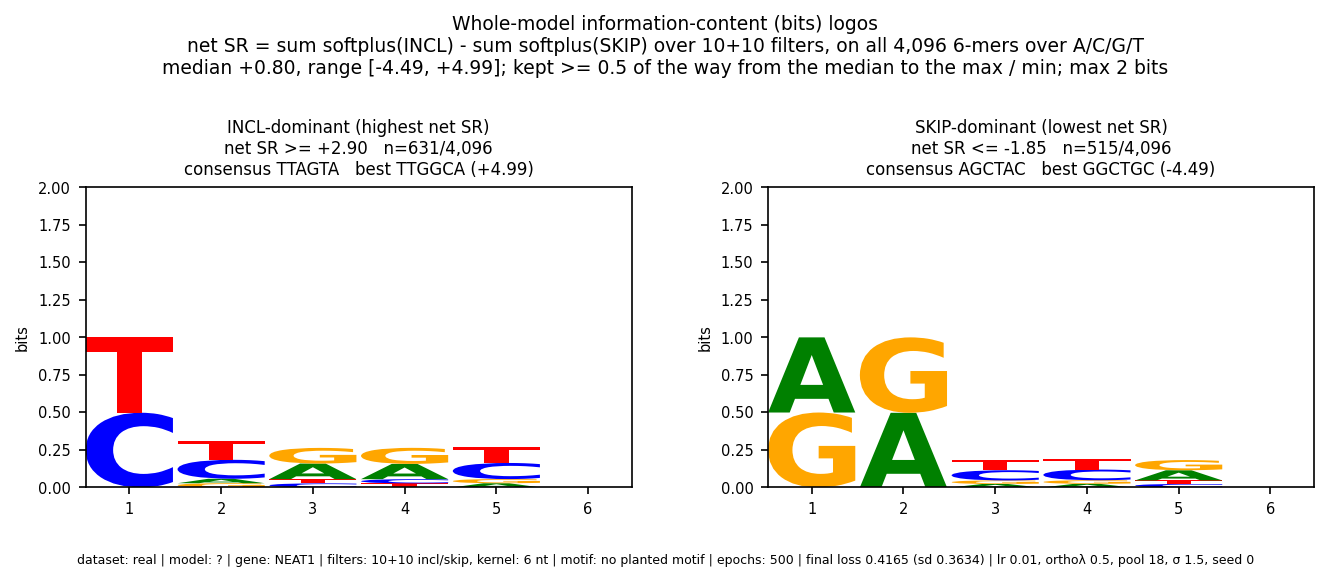 Whole-model information-content (bits) logos
net SR = sum softplus(INCL) - sum softplus(SKIP) over 10+10 filters, on all 4,096 6-mers over A/C/G/T
median +0.80, range [-4.49, +4.99]; kept >= 0.5 of the way from the median to the max / min; max 2 bits
INCL-dominant (highest net SR)
net SR >= +2.90   n=631/4,096
consensus TTAGTA   best TTGGCA (+4.99)
2.00
1.75
1.50
1.25
1.00
0.75
0.50
0.25
0.00
bits
T C
T C A G
G A T C
G A C T
T C G A
1 2 3 4 5 6
SKIP-dominant (lowest net SR)
net SR <= -1.85   n=515/4,096
consensus AGCTAC   best GGCTGC (-4.49)
2.00
1.75
1.50
1.25
1.00
0.75
0.50
0.25
0.00
bits
A G
G A
T C G A
T C G A
G A T C
1 2 3 4 5 6
dataset: real | model: ? | gene: NEAT1 | filters: 10+10 incl/skip, kernel: 6 nt | motif: no planted motif | epochs: 500 | final loss 0.4165 (sd 0.3634) | lr 0.01, orthoλ 0.5, pool 18, σ 1.5, seed 0